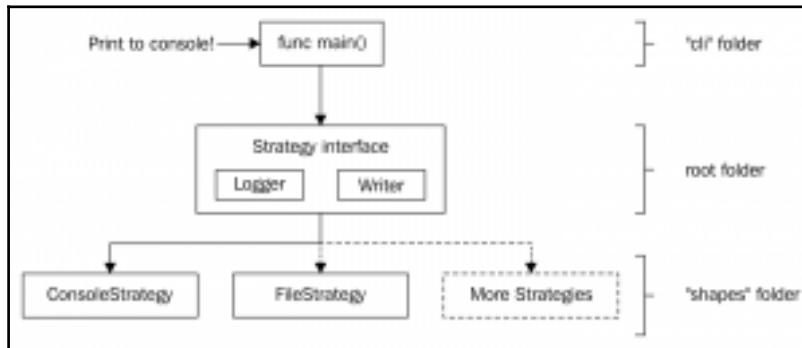 Print to console!
func main()
"cli" folder
Strategy interface
Logger
Writer
root folder
ConsoleStrategy
FileStrategy
More Strategies
"shapes" folder